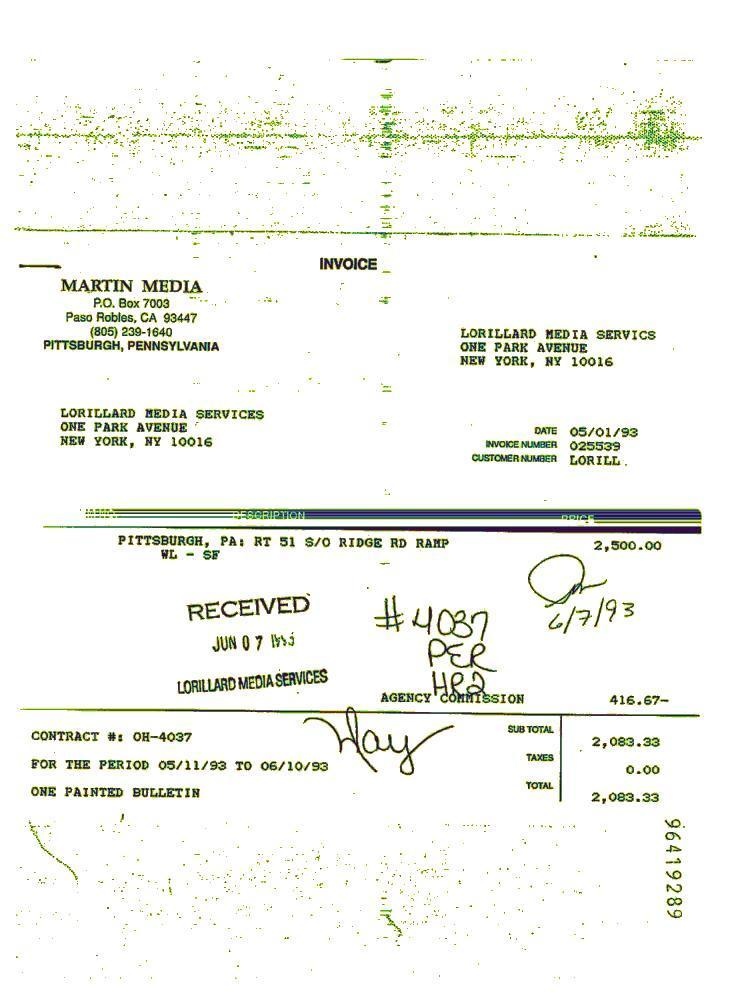 INVOICE
MARTIN MEDIA
P.O. Box 7003
Paso Robles, CA 93447
(805) 239-1640
PITTSBURGH, PENNSYLVANIA
LORILLARD MEDIA SERVICS
ONE PARK AVENUE
NEW YORK, NY 10016
LORILLARD MEDIA SERVICES
ONE PARK AVENUE
NEW YORK, NY 10016
DATE 05/01/93
INVOICE NUMBER 025539
CUSTOMER NUMBER LORILL.
DESCRIPTION PRICE
PITTSBURGH, PA: RT 51 S/O RIDGE RD RAMP 2,500.00
WL - SF
6/7/93
RECEIVED
JUN 07
LORILLARD MEDIA SERVICES
#4037
PER
HR2
AGENCY COMMISSION 416.67-
May
CONTRACT #: OH-4037
FOR THE PERIOD 05/11/93 TO 06/10/93
ONE PAINTED BULLETIN
SUB TOTAL 2,083.33
TAXES 0.00
TOTAL 2,083.33
96419289